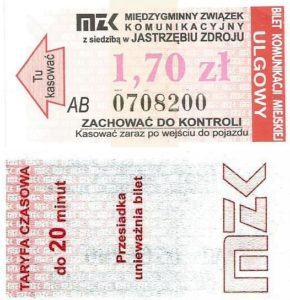 MZK MIĘDZYGMINNY ZWIĄZEK
KOMUNIKACYJNY
z siedzibą w JASTRZĘBIU ZDROJU
Tu
kasować
1,70 zł
AB 0708200
ZACHOWAĆ DO KONTROLI
Kasować zaraz po wejściu do pojazdu
BILET KOMUNIKACJI MIEJSKIEJ
ULGOWY
TARYFA CZASOWA
do 20 minut
Przesiadka
unieważnia bilet
MZK